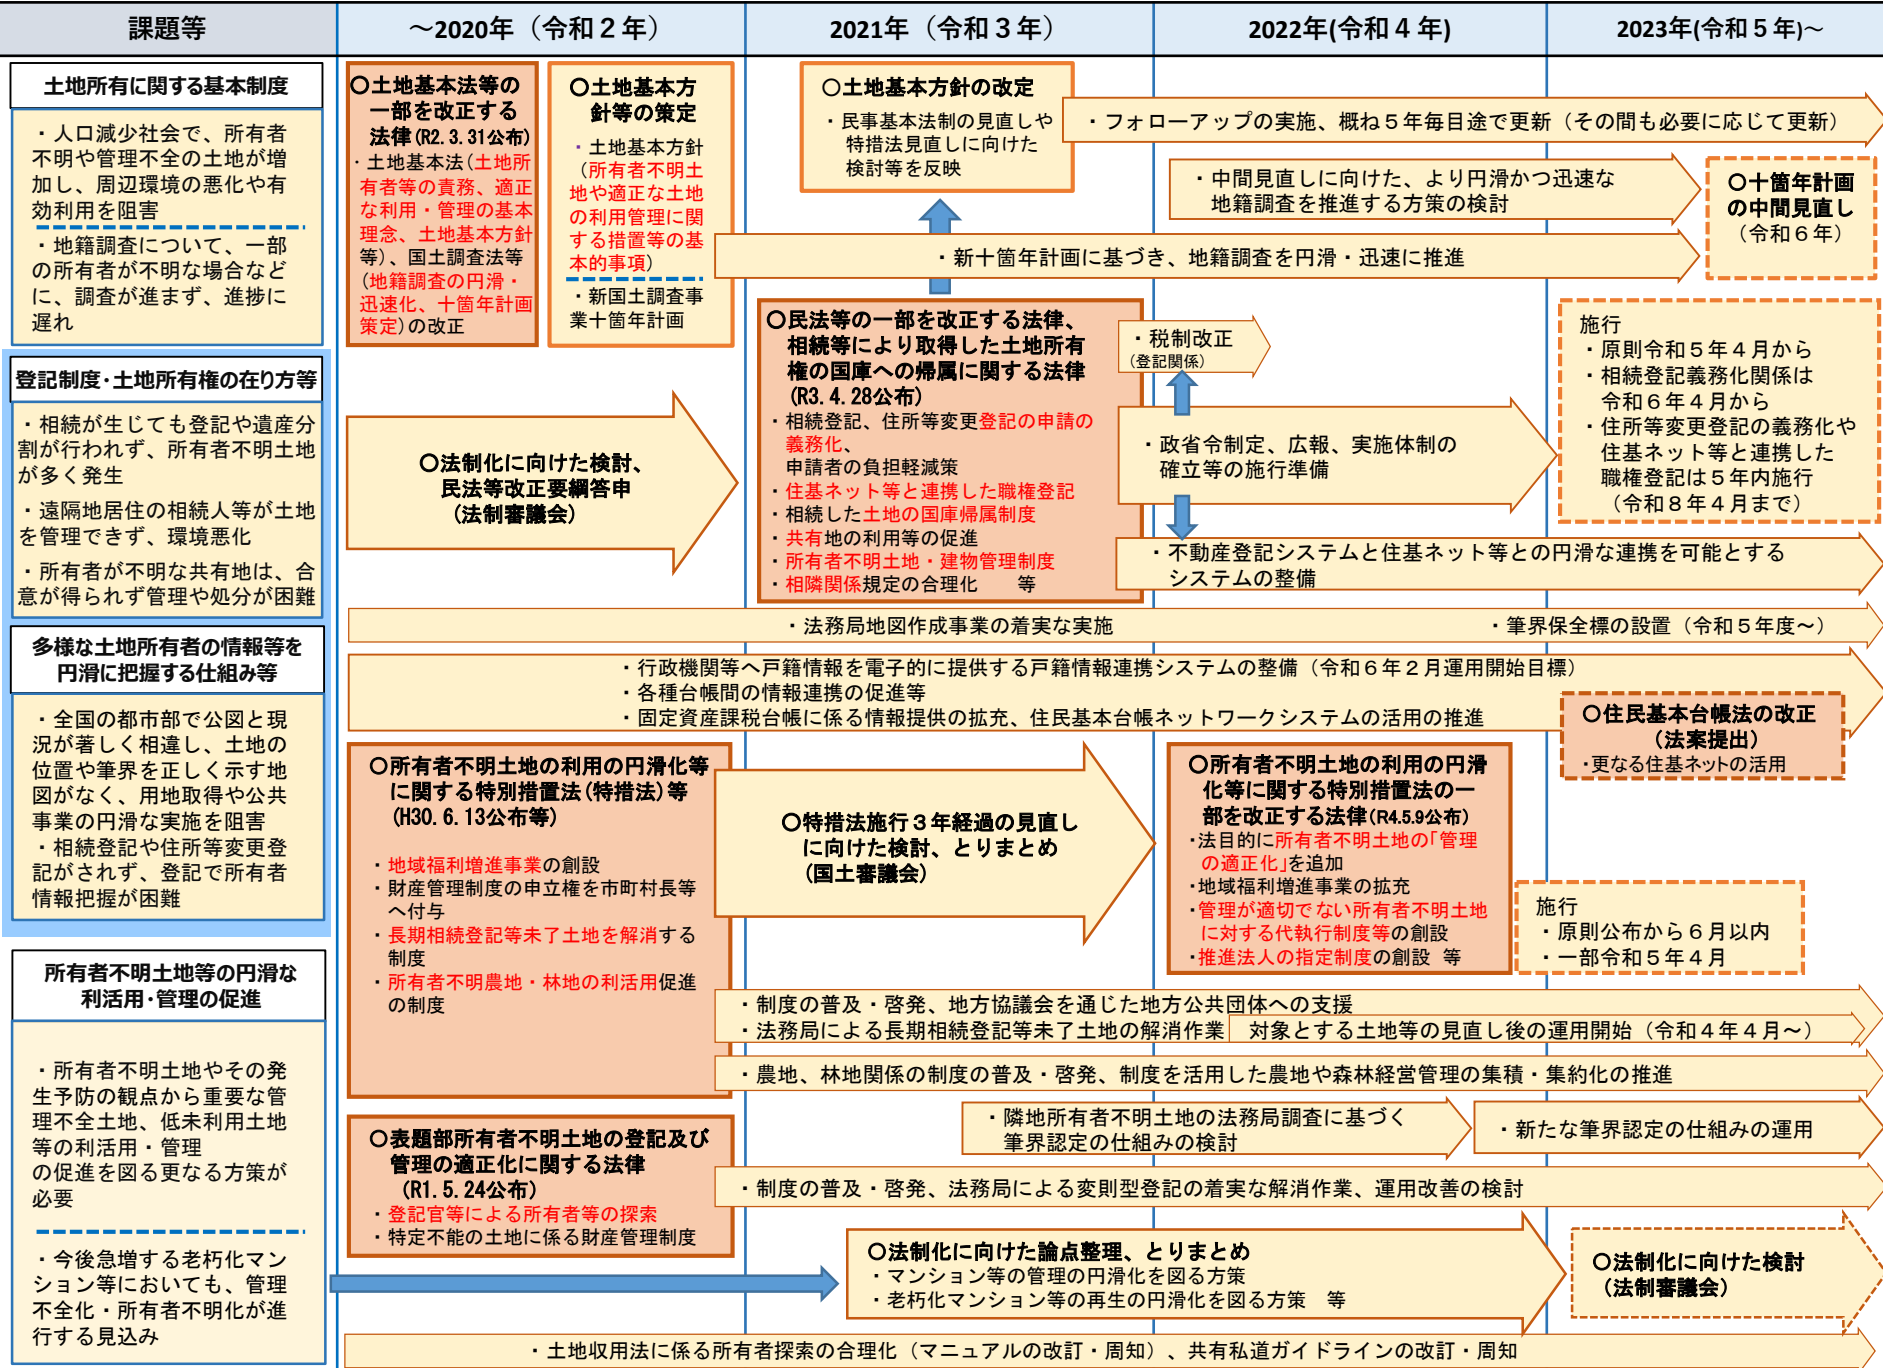 課題等
～2020年（令和２年）
2021年（令和３年）
2022年(令和４年)
2023年(令和５年)～
土地所有に関する基本制度
・人口減少社会で、所有者
不明や管理不全の土地が増
加し、周辺環境の悪化や有
効利用を阻害
・地籍調査について、一部
の所有者が不明な場合など
に、調査が進まず、進捗に
遅れ
登記制度・土地所有権の在り方等
・相続が生じても登記や遺産分
割が行われず、所有者不明土地
が多く発生
・遠隔地居住の相続人等が土地
を管理できず、環境悪化
・所有者が不明な共有地は、合
意が得られず管理や処分が困難
多様な土地所有者の情報等を
円滑に把握する仕組み等
・全国の都市部で公図と現
況が著しく相違し、土地の
位置や筆界を正しく示す地
図がなく、用地取得や公共
事業の円滑な実施を阻害
・相続登記や住所等変更登
記がされず、登記で所有者
情報把握が困難
所有者不明土地等の円滑な
利活用・管理の促進
・所有者不明土地やその発
生予防の観点から重要な管
理不全土地、低未利用土地
等の利活用・管理
の促進を図る更なる方策が
必要
・今後急増する老朽化マン
ション等においても、管理
不全化・所有者不明化が進
行する見込み
〇土地基本法等の
一部を改正する
法律(R2.3.31公布)
・土地基本法(土地所
有者等の責務、適正
な利用・管理の基本
理念、土地基本方針
等)、国土調査法等
(地籍調査の円滑・
迅速化、十箇年計画
策定)の改正
〇土地基本方
針等の策定
・土地基本方針
（所有者不明土
地や適正な土地
の利用管理に関
する措置等の基
本的事項）
・新国土調査事
業十箇年計画
〇土地基本方針の改定
・民事基本法制の見直しや
特措法見直しに向けた
検討等を反映
・フォローアップの実施、概ね５年毎目途で更新（その間も必要に応じて更新）
・中間見直しに向けた、より円滑かつ迅速な
地籍調査を推進する方策の検討
〇十箇年計画
の中間見直し
（令和６年）
・新十箇年計画に基づき、地籍調査を円滑・迅速に推進
〇法制化に向けた検討、
民法等改正要綱答申
(法制審議会)
〇民法等の一部を改正する法律、
相続等により取得した土地所有
権の国庫への帰属に関する法律
(R3.4.28公布)
・相続登記、住所等変更登記の申請の
義務化、
申請者の負担軽減策
・住基ネット等と連携した職権登記
・相続した土地の国庫帰属制度
・共有地の利用等の促進
・所有者不明土地・建物管理制度
・相隣関係規定の合理化　等
・税制改正
(登記関係)
・政省令制定、広報、実施体制の
確立等の施行準備
・不動産登記システムと住基ネット等との円滑な連携を可能とする
システムの整備
施行
・原則令和５年４月から
・相続登記義務化関係は
令和６年４月から
・住所等変更登記の義務化や
住基ネット等と連携した
職権登記は５年内施行
（令和８年４月まで）
・法務局地図作成事業の着実な実施
・筆界保全標の設置（令和５年度～）
・行政機関等へ戸籍情報を電子的に提供する戸籍情報連携システムの整備（令和６年２月運用開始目標）
・各種台帳間の情報連携の促進等
・固定資産課税台帳に係る情報提供の拡充、住民基本台帳ネットワークシステムの活用の推進
〇住民基本台帳法の改正
（法案提出）
・更なる住基ネットの活用
〇所有者不明土地の利用の円滑化等
に関する特別措置法(特措法)等
(H30.6.13公布等)
・地域福利増進事業の創設
・財産管理制度の申立権を市町村長等
へ付与
・長期相続登記等未了土地を解消する
制度
・所有者不明農地・林地の利活用促進
の制度
〇特措法施行３年経過の見直し
に向けた検討、とりまとめ
(国土審議会)
〇所有者不明土地の利用の円滑
化等に関する特別措置法の一
部を改正する法律(R4.5.9公布)
・法目的に所有者不明土地の「管理
の適正化」を追加
・地域福利増進事業の拡充
・管理が適切でない所有者不明土地
に対する代執行制度等の創設
・推進法人の指定制度の創設 等
施行
・原則公布から６月以内
・一部令和５年４月
・制度の普及・啓発、地方協議会を通じた地方公共団体への支援
・法務局による長期相続登記等未了土地の解消作業
対象とする土地等の見直し後の運用開始（令和４年４月～）
・農地、林地関係の制度の普及・啓発、制度を活用した農地や森林経営管理の集積・集約化の推進
・隣地所有者不明土地の法務局調査に基づく
筆界認定の仕組みの検討
・新たな筆界認定の仕組みの運用
〇表題部所有者不明土地の登記及び
管理の適正化に関する法律
(R1.5.24公布)
・登記官等による所有者等の探索
・特定不能の土地に係る財産管理制度
・制度の普及・啓発、法務局による変則型登記の着実な解消作業、運用改善の検討
〇法制化に向けた論点整理、とりまとめ
・マンション等の管理の円滑化を図る方策
・老朽化マンション等の再生の円滑化を図る方策　等
〇法制化に向けた検討
(法制審議会)
・土地収用法に係る所有者探索の合理化（マニュアルの改訂・周知）、共有私道ガイドラインの改訂・周知